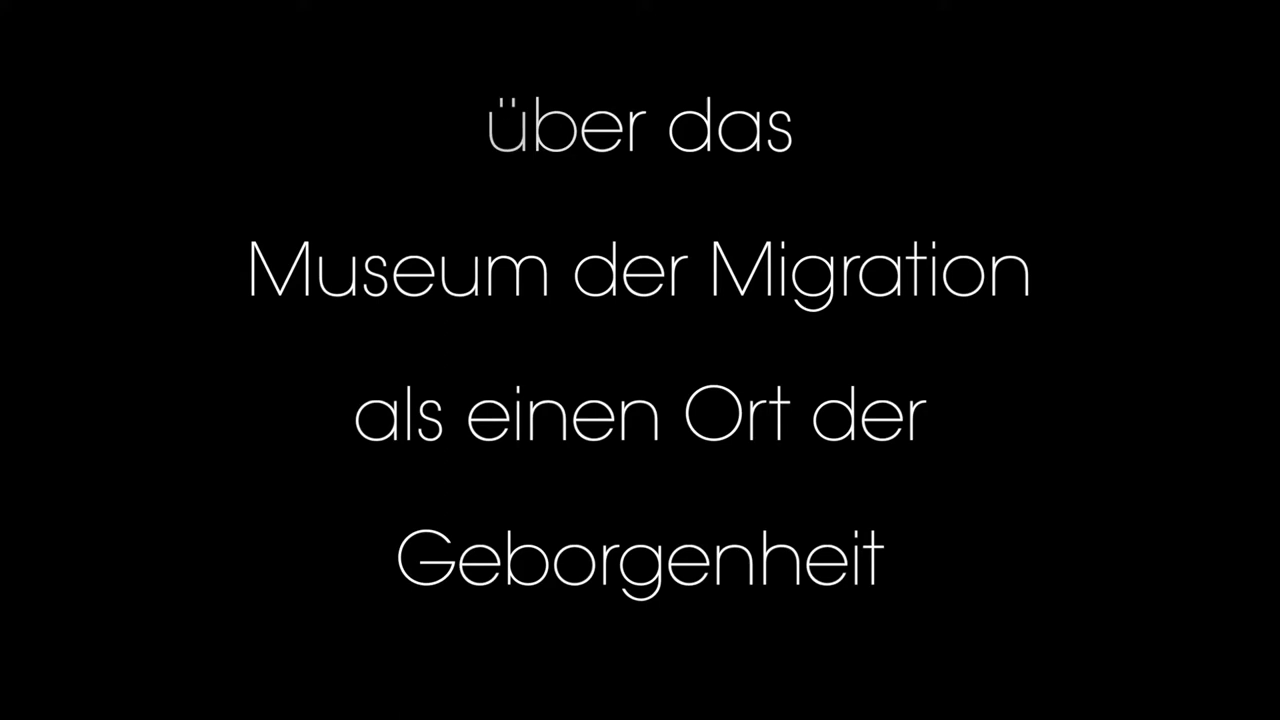 über das
Museum der Migration
als einen Ort der
Geborgenheit